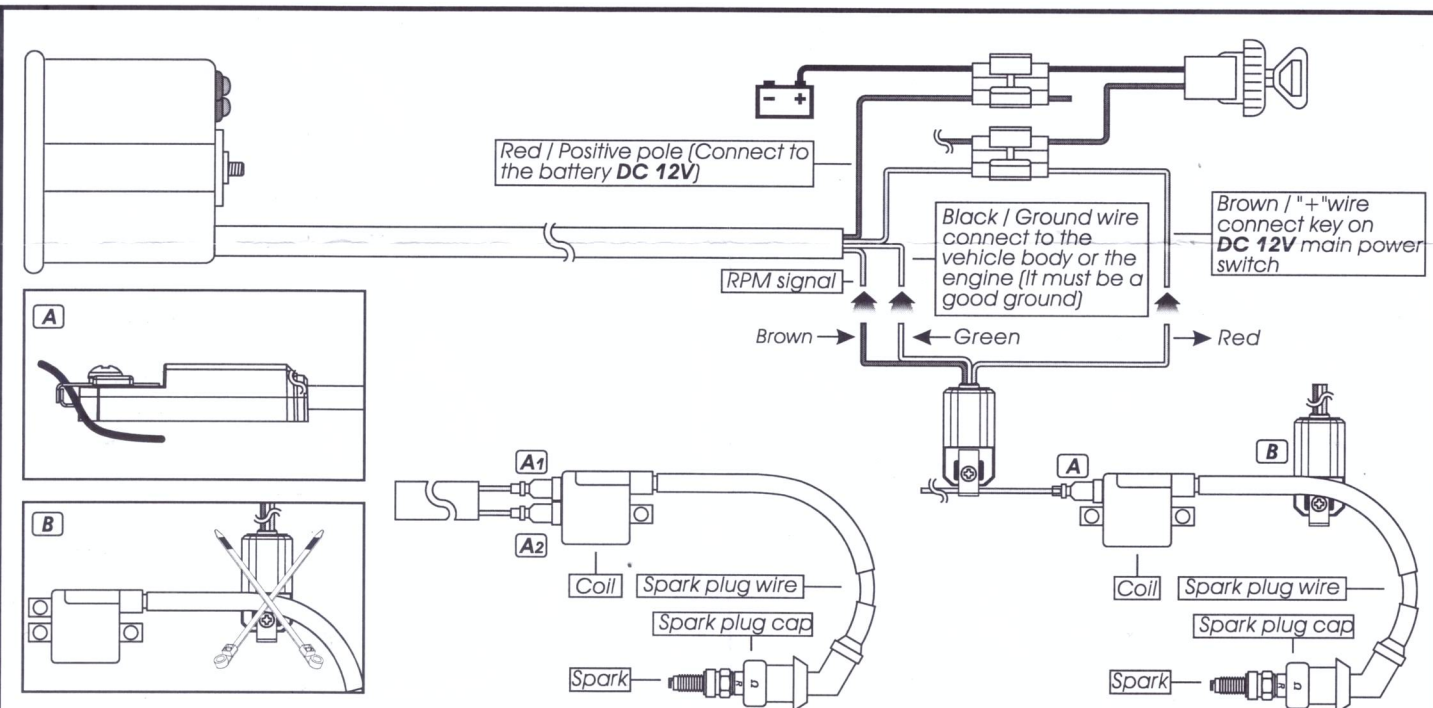 - +
Red / Positive pole (Connect to
the battery DC 12V)
Black / Ground wire
connect to the
vehicle body or the
engine (It must be a
good ground)
Brown / "+"wire
connect key on
DC 12V main power
switch
RPM signal
Brown
Green
Red
A
B
A1
A2
Coil
Spark plug wire
Spark plug cap
Spark
R Ω
A
B
Coil
Spark plug wire
Spark plug cap
Spark
R Ω